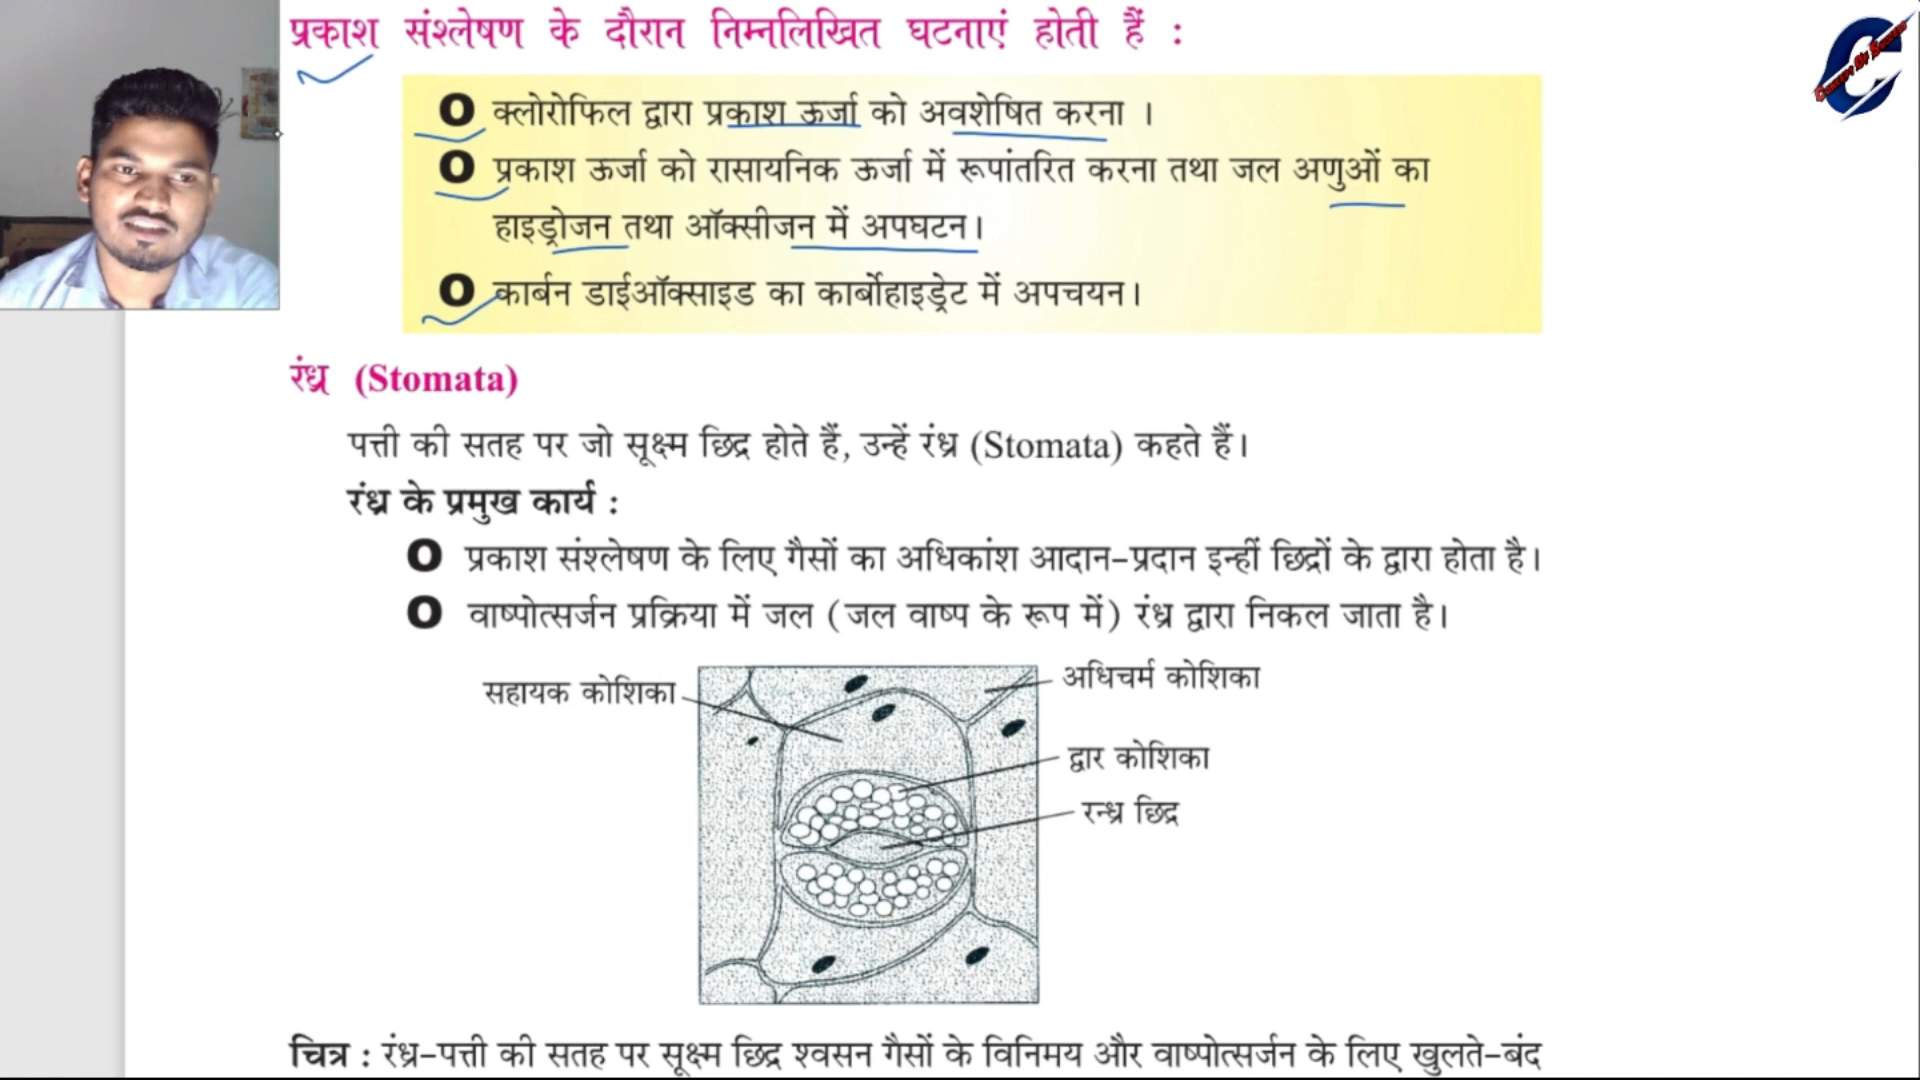 प्रकाश संश्लेषण के दौरान निम्नलिखित घटनाएं होती हैं :
O क्लोरोफिल द्वारा प्रकाश ऊर्जा को अवशेषित करना ।
O प्रकाश ऊर्जा को रासायनिक ऊर्जा में रूपांतरित करना तथा जल अणुओं का
हाइड्रोजन तथा ऑक्सीजन में अपघटन।
O कार्बन डाईऑक्साइड का कार्बोहाइड्रेट में अपचयन।
रंध्र (Stomata)
पत्ती की सतह पर जो सूक्ष्म छिद्र होते हैं, उन्हें रंध्र (Stomata) कहते हैं।
रंध्र के प्रमुख कार्य :
O प्रकाश संश्लेषण के लिए गैसों का अधिकांश आदान-प्रदान इन्हीं छिद्रों के द्वारा होता है।
O वाष्पोत्सर्जन प्रक्रिया में जल (जल वाष्प के रूप में) रंध्र द्वारा निकल जाता है।
सहायक कोशिका
अधिचर्म कोशिका
द्वार कोशिका
रन्ध्र छिद्र
चित्र : रंध्र-पत्ती की सतह पर सूक्ष्म छिद्र श्वसन गैसों के विनिमय और वाष्पोत्सर्जन के लिए खुलते-बंद